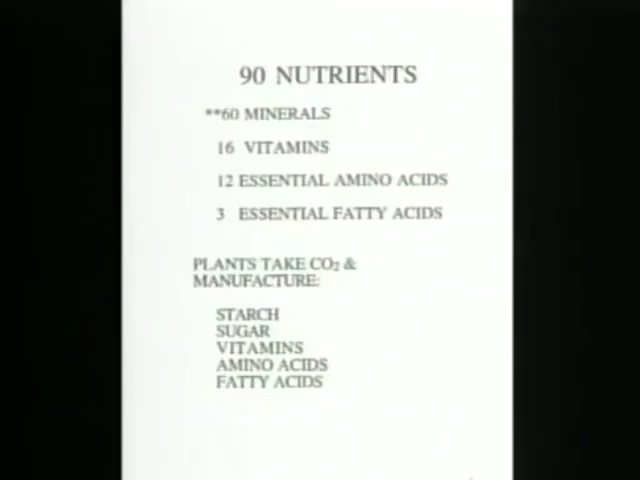 90 NUTRIENTS
**60 MINERALS
16 VITAMINS
12 ESSENTIAL AMINO ACIDS
3 ESSENTIAL FATTY ACIDS
PLANTS TAKE CO₂ &
MANUFACTURE:
STARCH
SUGAR
VITAMINS
AMINO ACIDS
FATTY ACIDS